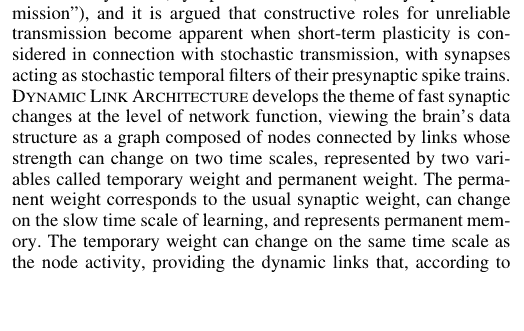 mission”), and it is argued that constructive roles for unreliable
transmission become apparent when short-term plasticity is con-
sidered in connection with stochastic transmission, with synapses
acting as stochastic temporal filters of their presynaptic spike trains.
DYNAMIC LINK ARCHITECTURE develops the theme of fast synaptic
changes at the level of network function, viewing the brain’s data
structure as a graph composed of nodes connected by links whose
strength can change on two time scales, represented by two vari-
ables called temporary weight and permanent weight. The perma-
nent weight corresponds to the usual synaptic weight, can change
on the slow time scale of learning, and represents permanent mem-
ory. The temporary weight can change on the same time scale as
the node activity, providing the dynamic links that, according to